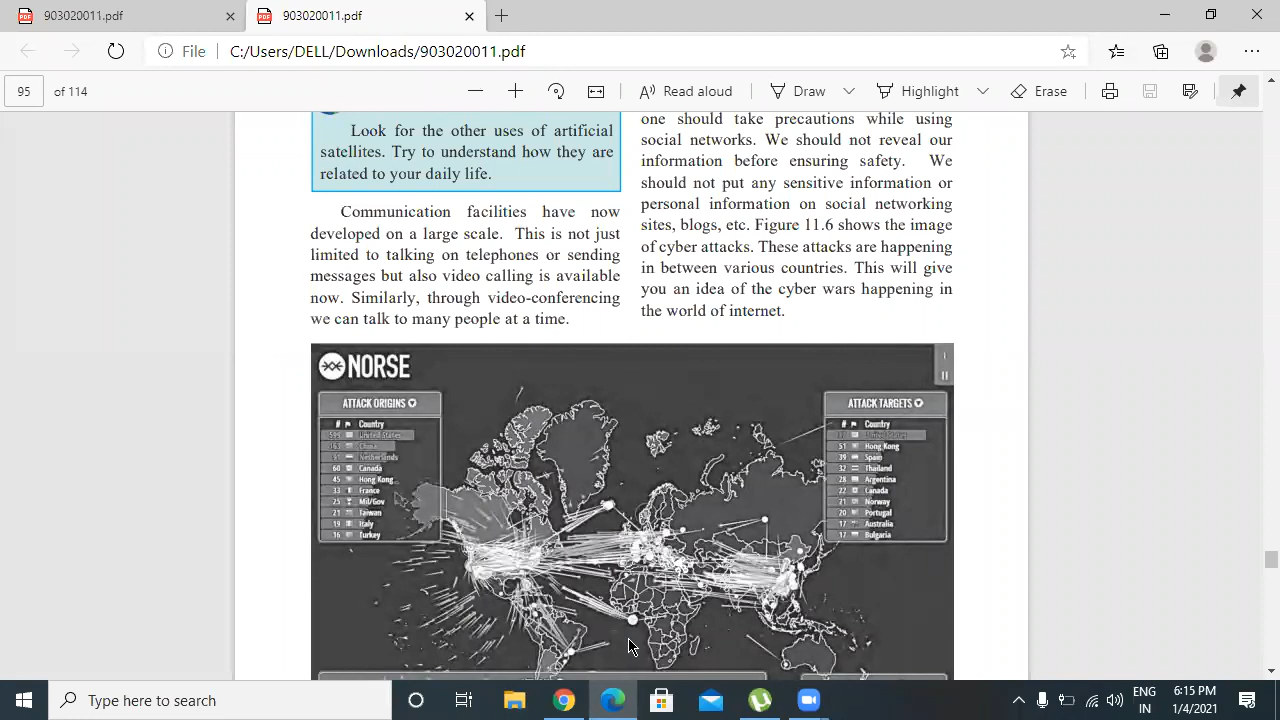 903020011.pdf
903020011.pdf
File
C:/Users/DELL/Downloads/903020011.pdf
95 of 114
Read aloud
Draw
Highlight
Erase
Look for the other uses of artificial
satellites. Try to understand how they are
related to your daily life.
Communication facilities have now
developed on a large scale. This is not just
limited to talking on telephones or sending
messages but also video calling is available
now. Similarly, through video-conferencing
we can talk to many people at a time.
one should take precautions while using
social networks. We should not reveal our
information before ensuring safety. We
should not put any sensitive information or
personal information on social networking
sites, blogs, etc. Figure 11.6 shows the image
of cyber attacks. These attacks are happening
in between various countries. This will give
you an idea of the cyber wars happening in
the world of internet.
NORSE
ATTACK ORIGINS
# Country
United States
China
Netherlands
60 Canada
45 Hong Kong
33 France
25 Mil/Gov
21 Taiwan
19 Italy
16 Turkey
ATTACK TARGETS
# Country
United States
51 Hong Kong
39 Spain
32 Thailand
28 Argentina
22 Canada
21 Norway
20 Portugal
17 Australia
17 Bulgaria
Type here to search
ENG
IN
6:15 PM
1/4/2021